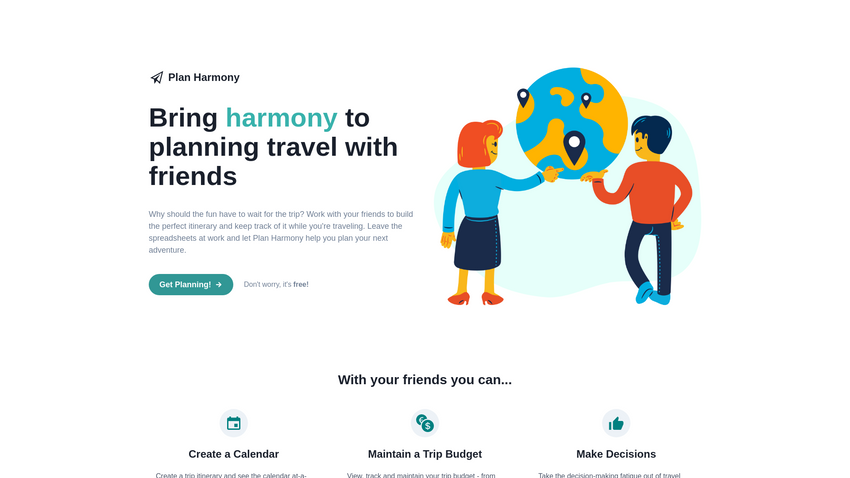 Plan Harmony
Bring harmony to
planning travel with
friends
Why should the fun have to wait for the trip? Work with your friends to build
the perfect itinerary and keep track of it while you're traveling. Leave the
spreadsheets at work and let Plan Harmony help you plan your next
adventure.
Get Planning! →
Don't worry, it's free!
With your friends you can...
Create a Calendar
Maintain a Trip Budget
Make Decisions
Create a trip itinerary and see the calendar at-a-
View, track and maintain your trip budget - from
Take the decision-making fatigue out of travel